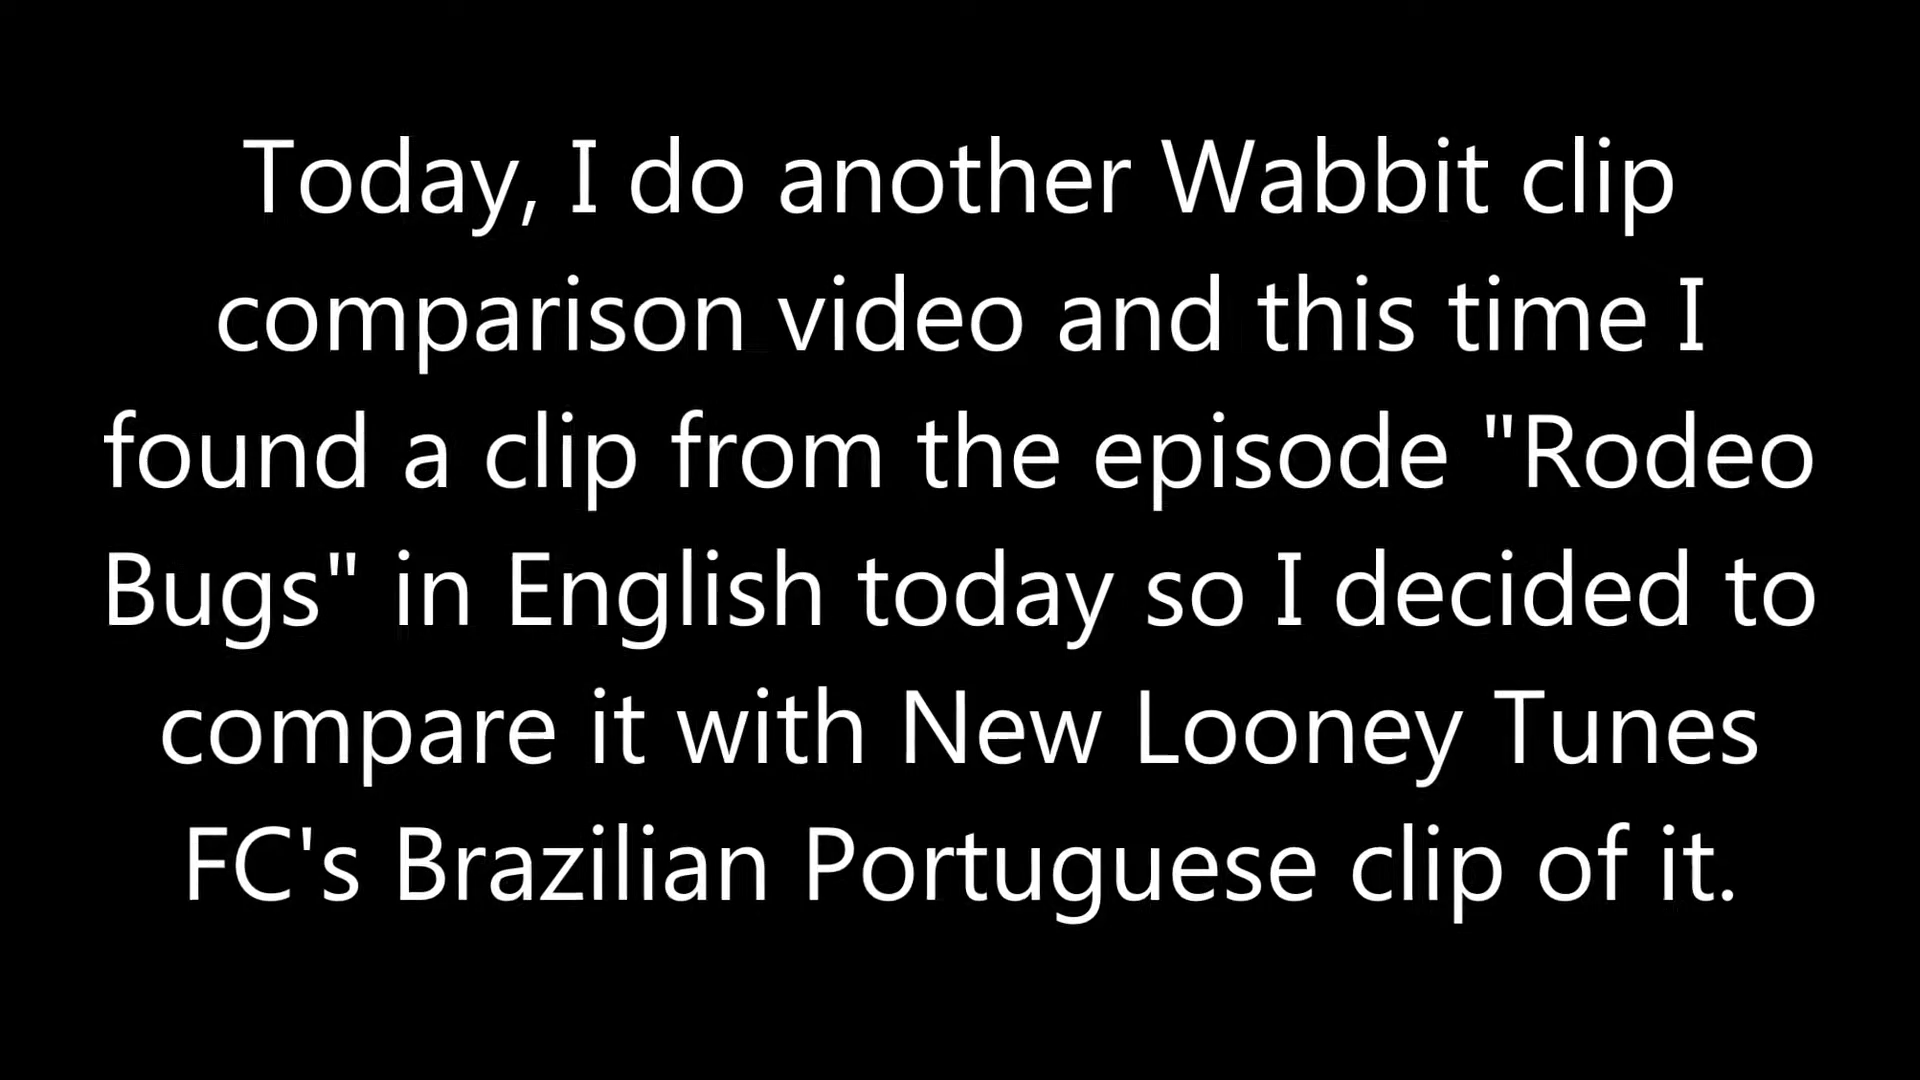 Today, I do another Wabbit clip
comparison video and this time I
found a clip from the episode "Rodeo
Bugs" in English today so I decided to
compare it with New Looney Tunes
FC's Brazilian Portuguese clip of it.